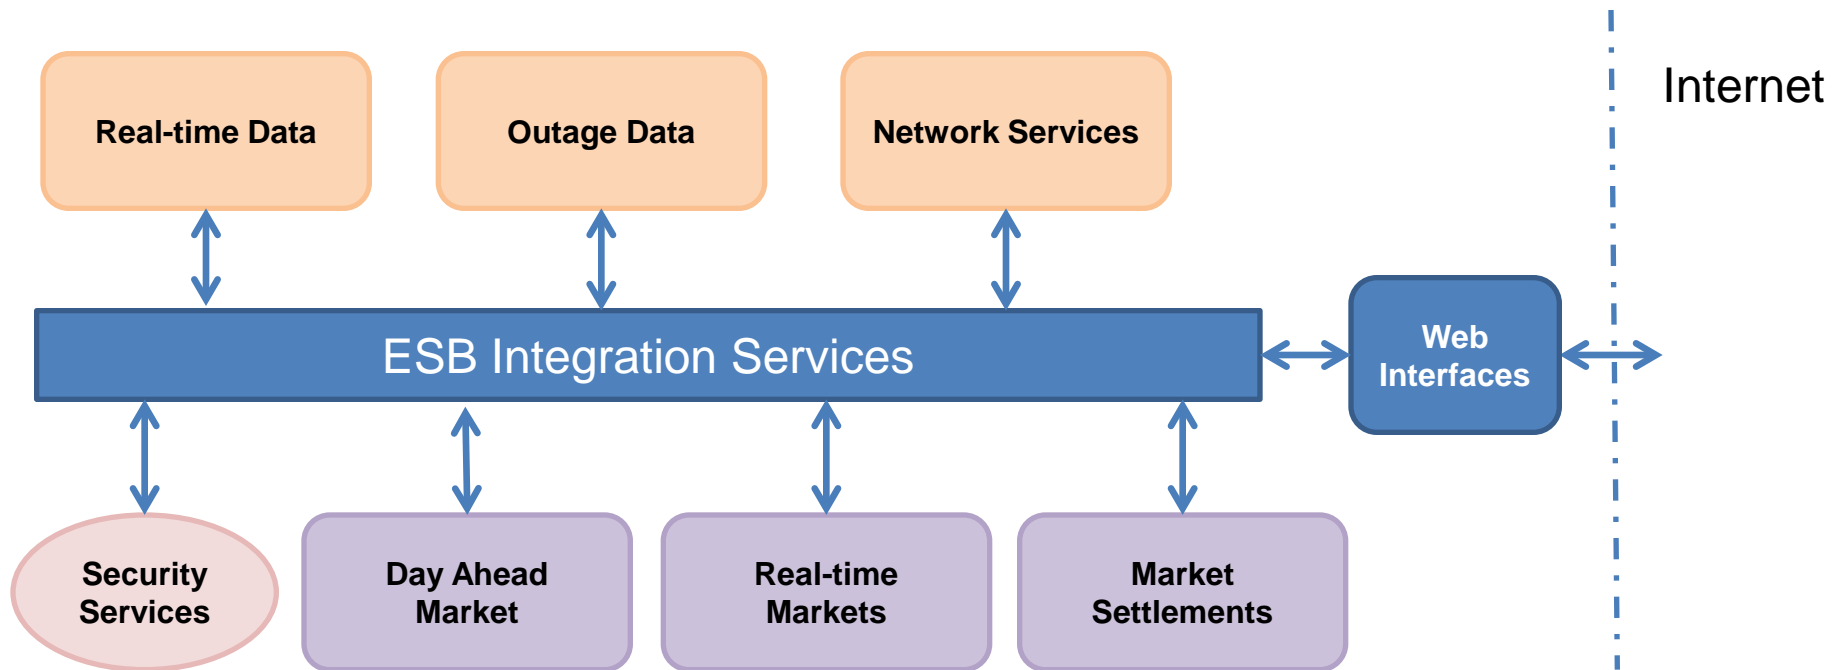 Internet
Real-time Data
Outage Data
Network Services
ESB Integration Services
Web
Interfaces
Security
Services
Day Ahead
Market
Real-time
Markets
Market
Settlements